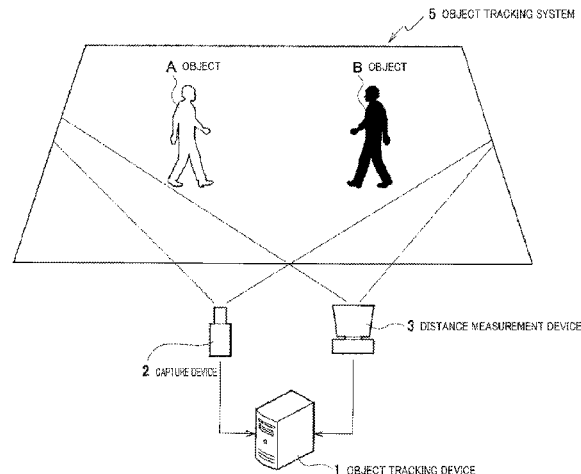 5 OBJECT TRACKING SYSTEM
A OBJECT
B OBJECT
3 DISTANCE MEASUREMENT DEVICE
2 CAPTURE DEVICE
1 OBJECT TRACKING DEVICE